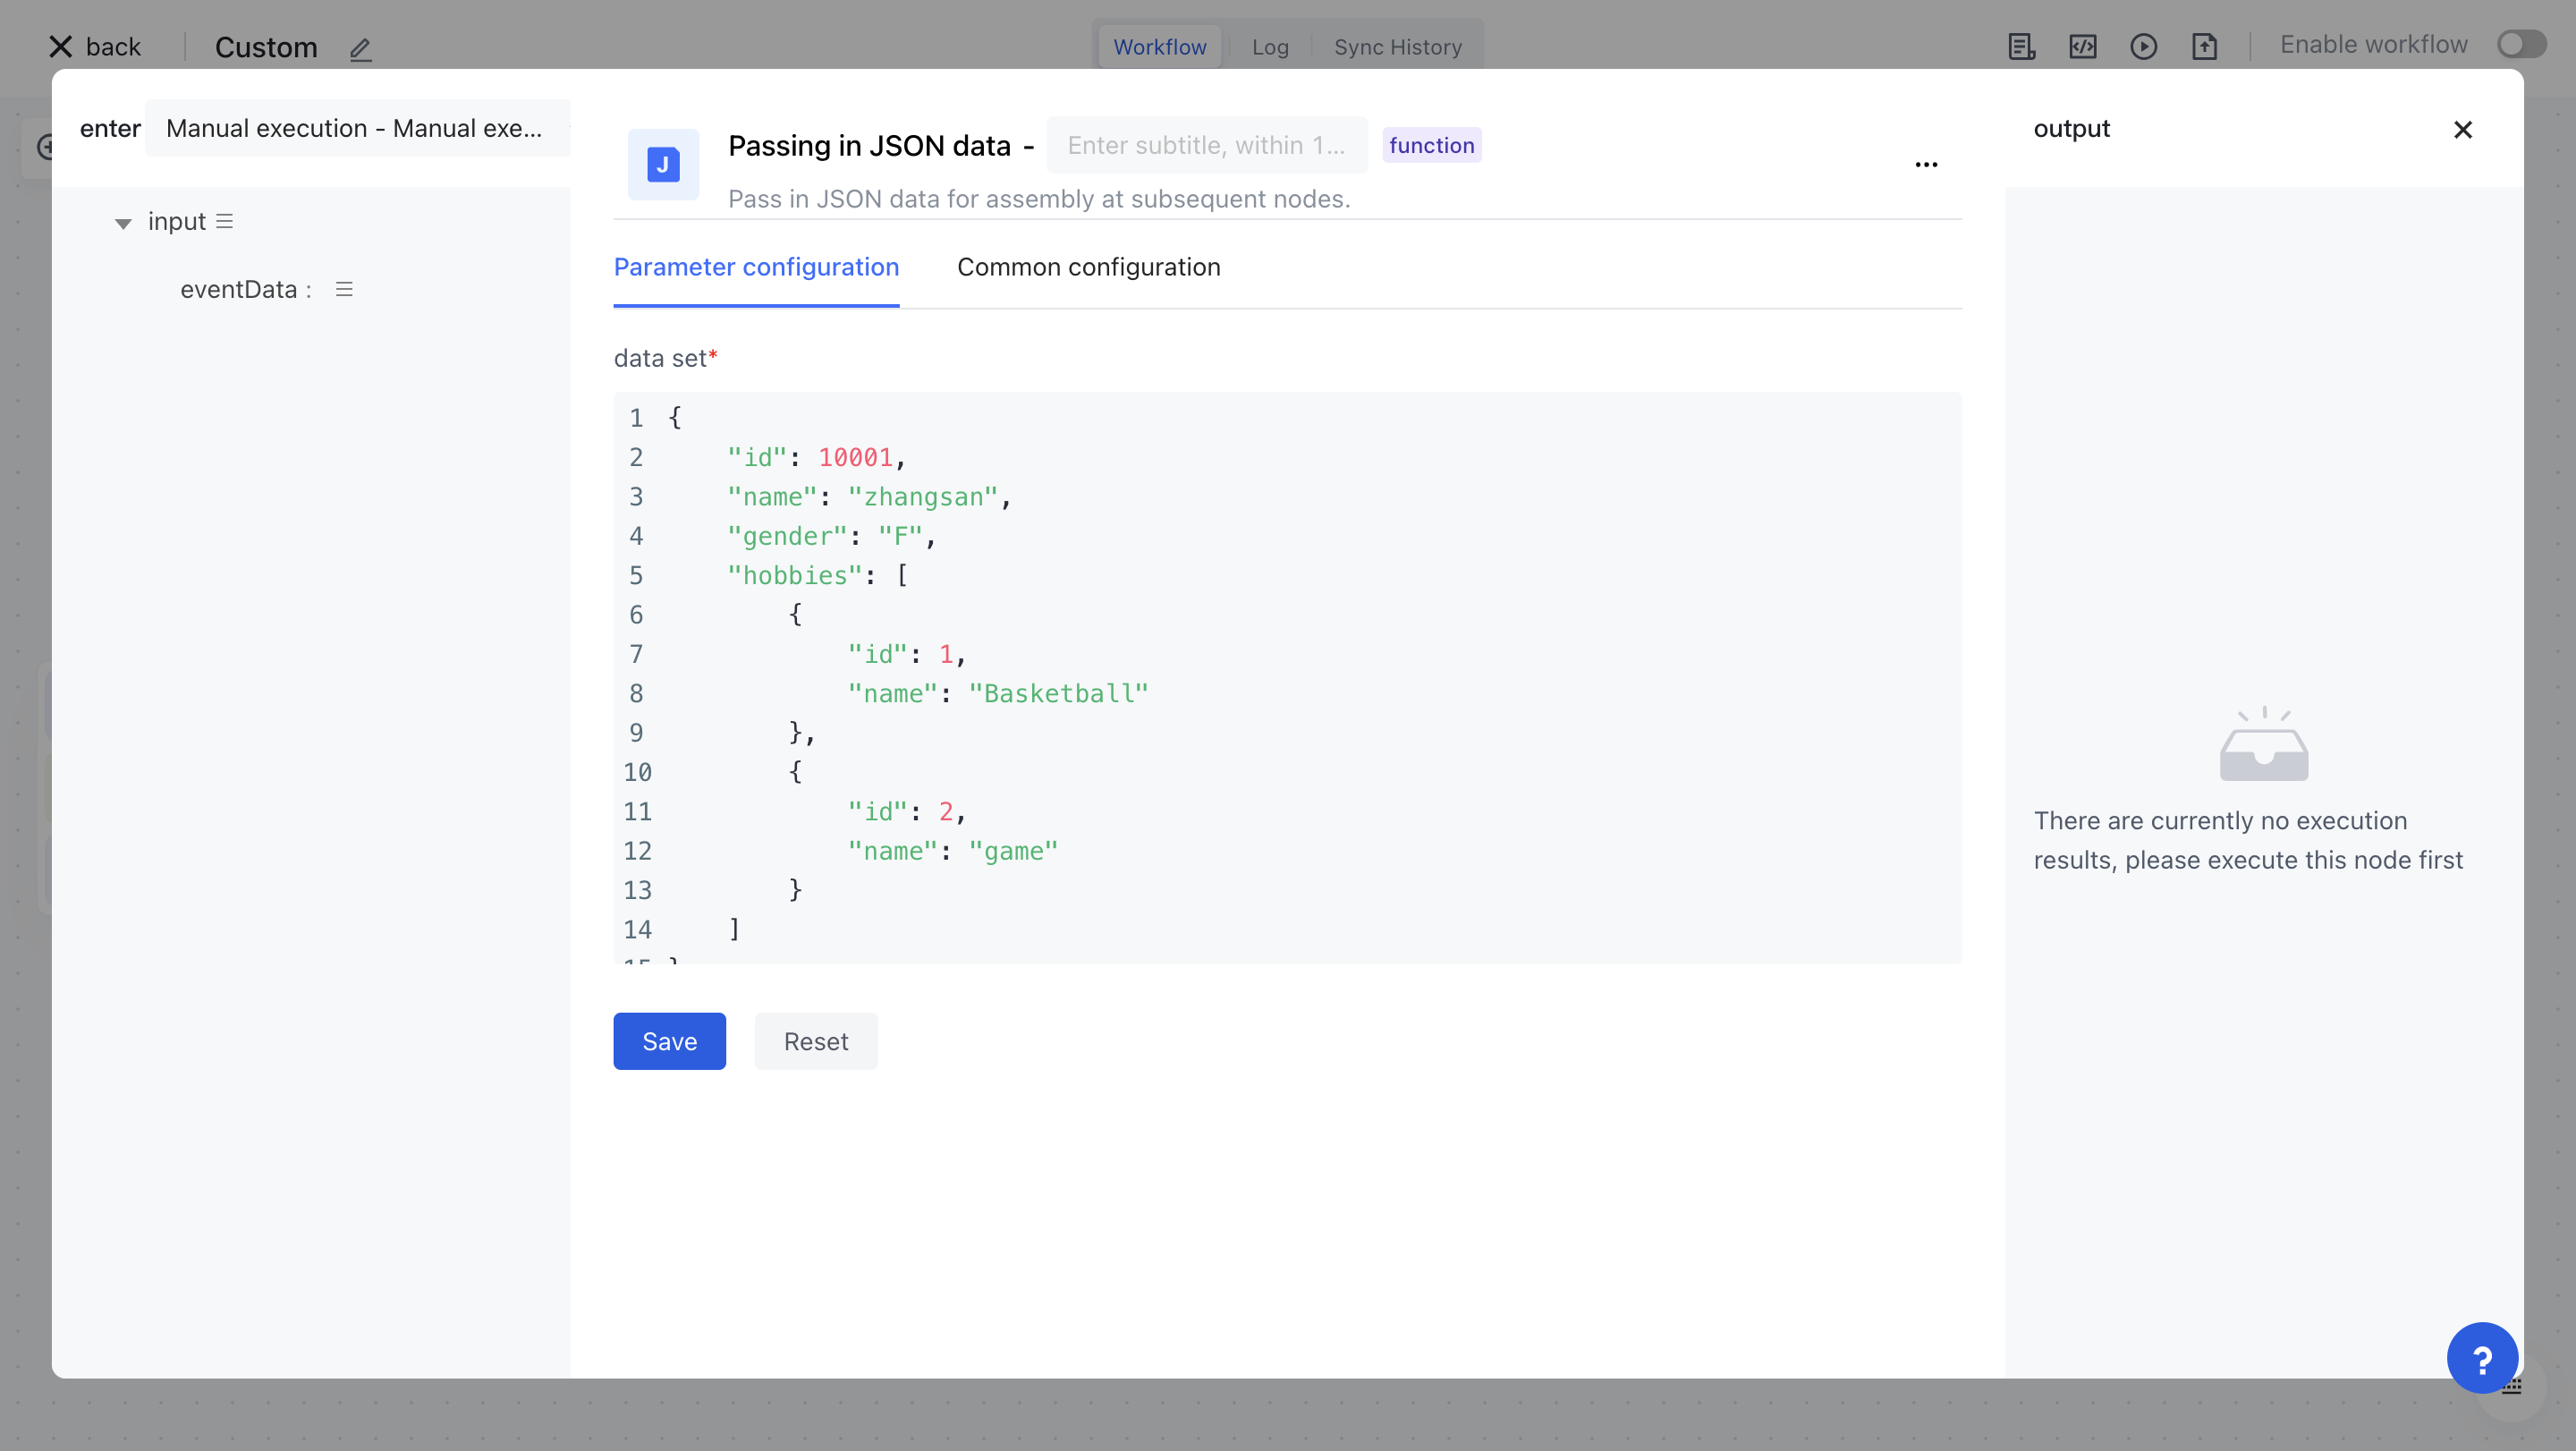 back
Custom
Workflow
Log
Sync History
Enable workflow
enter
Manual execution - Manual exe...
input
eventData :
J
Passing in JSON data -
Enter subtitle, within 1...
function
...
Pass in JSON data for assembly at subsequent nodes.
Parameter configuration
Common configuration
data set*
1 {
2     "id": 10001,
3     "name": "zhangsan",
4     "gender": "F",
5     "hobbies": [
6         {
7             "id": 1,
8             "name": "Basketball"
9         },
10         {
11             "id": 2,
12             "name": "game"
13         }
14     ]
15 }
Save
Reset
output
There are currently no execution
results, please execute this node first
?